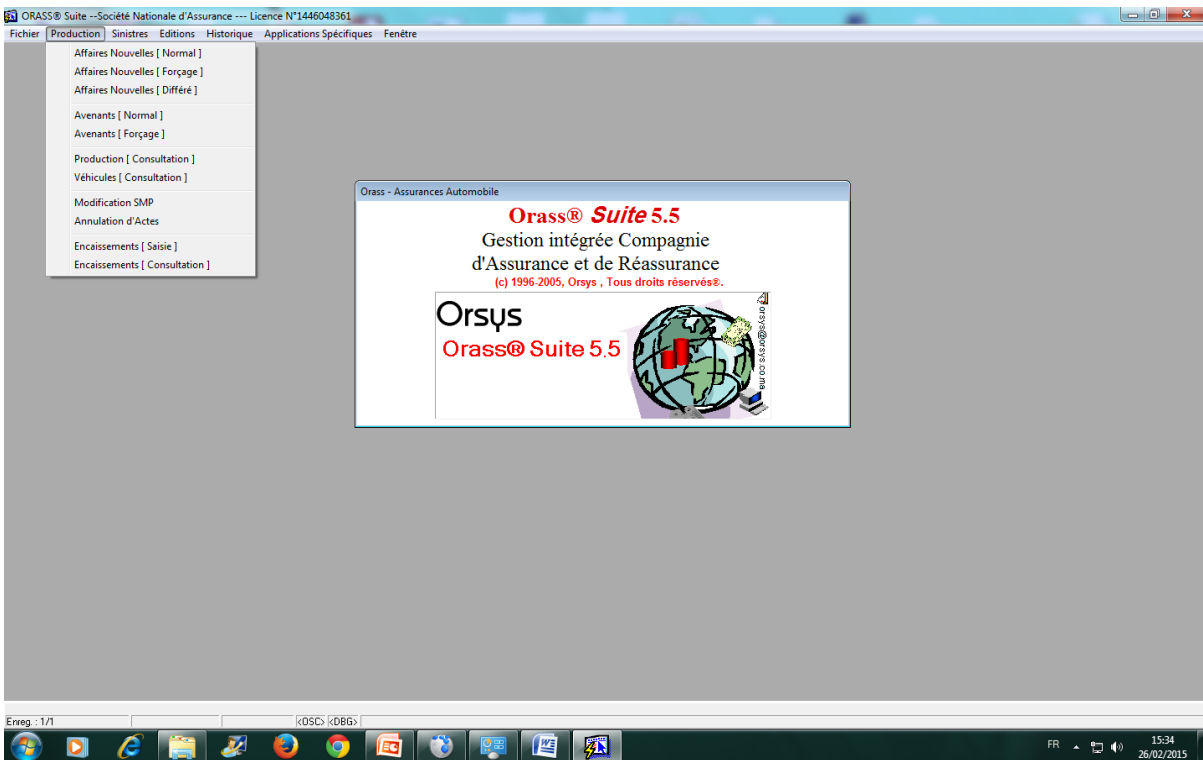 ORASS® Suite --Société Nationale d'Assurance --- Licence N°1446048361
Fichier Production Sinistres Editions Historique Applications Spécifiques Fenêtre
Affaires Nouvelles [ Normal ]
Affaires Nouvelles [ Forçage ]
Affaires Nouvelles [ Différé ]
Avenants [ Normal ]
Avenants [ Forçage ]
Production [ Consultation ]
Véhicules [ Consultation ]
Modification SMP
Annulation d'Actes
Encaissements [ Saisie ]
Encaissements [ Consultation ]
Orass - Assurances Automobile
Orass® Suite 5.5
Gestion intégrée Compagnie
d'Assurance et de Réassurance
(c) 1996-2005, Orsys , Tous droits réservés®.
Orsys
Orass® Suite 5.5
orsys@orsys.co.ma
Enreg. : 1/1 <OSC> <DBG>
FR 15:34
26/02/2015